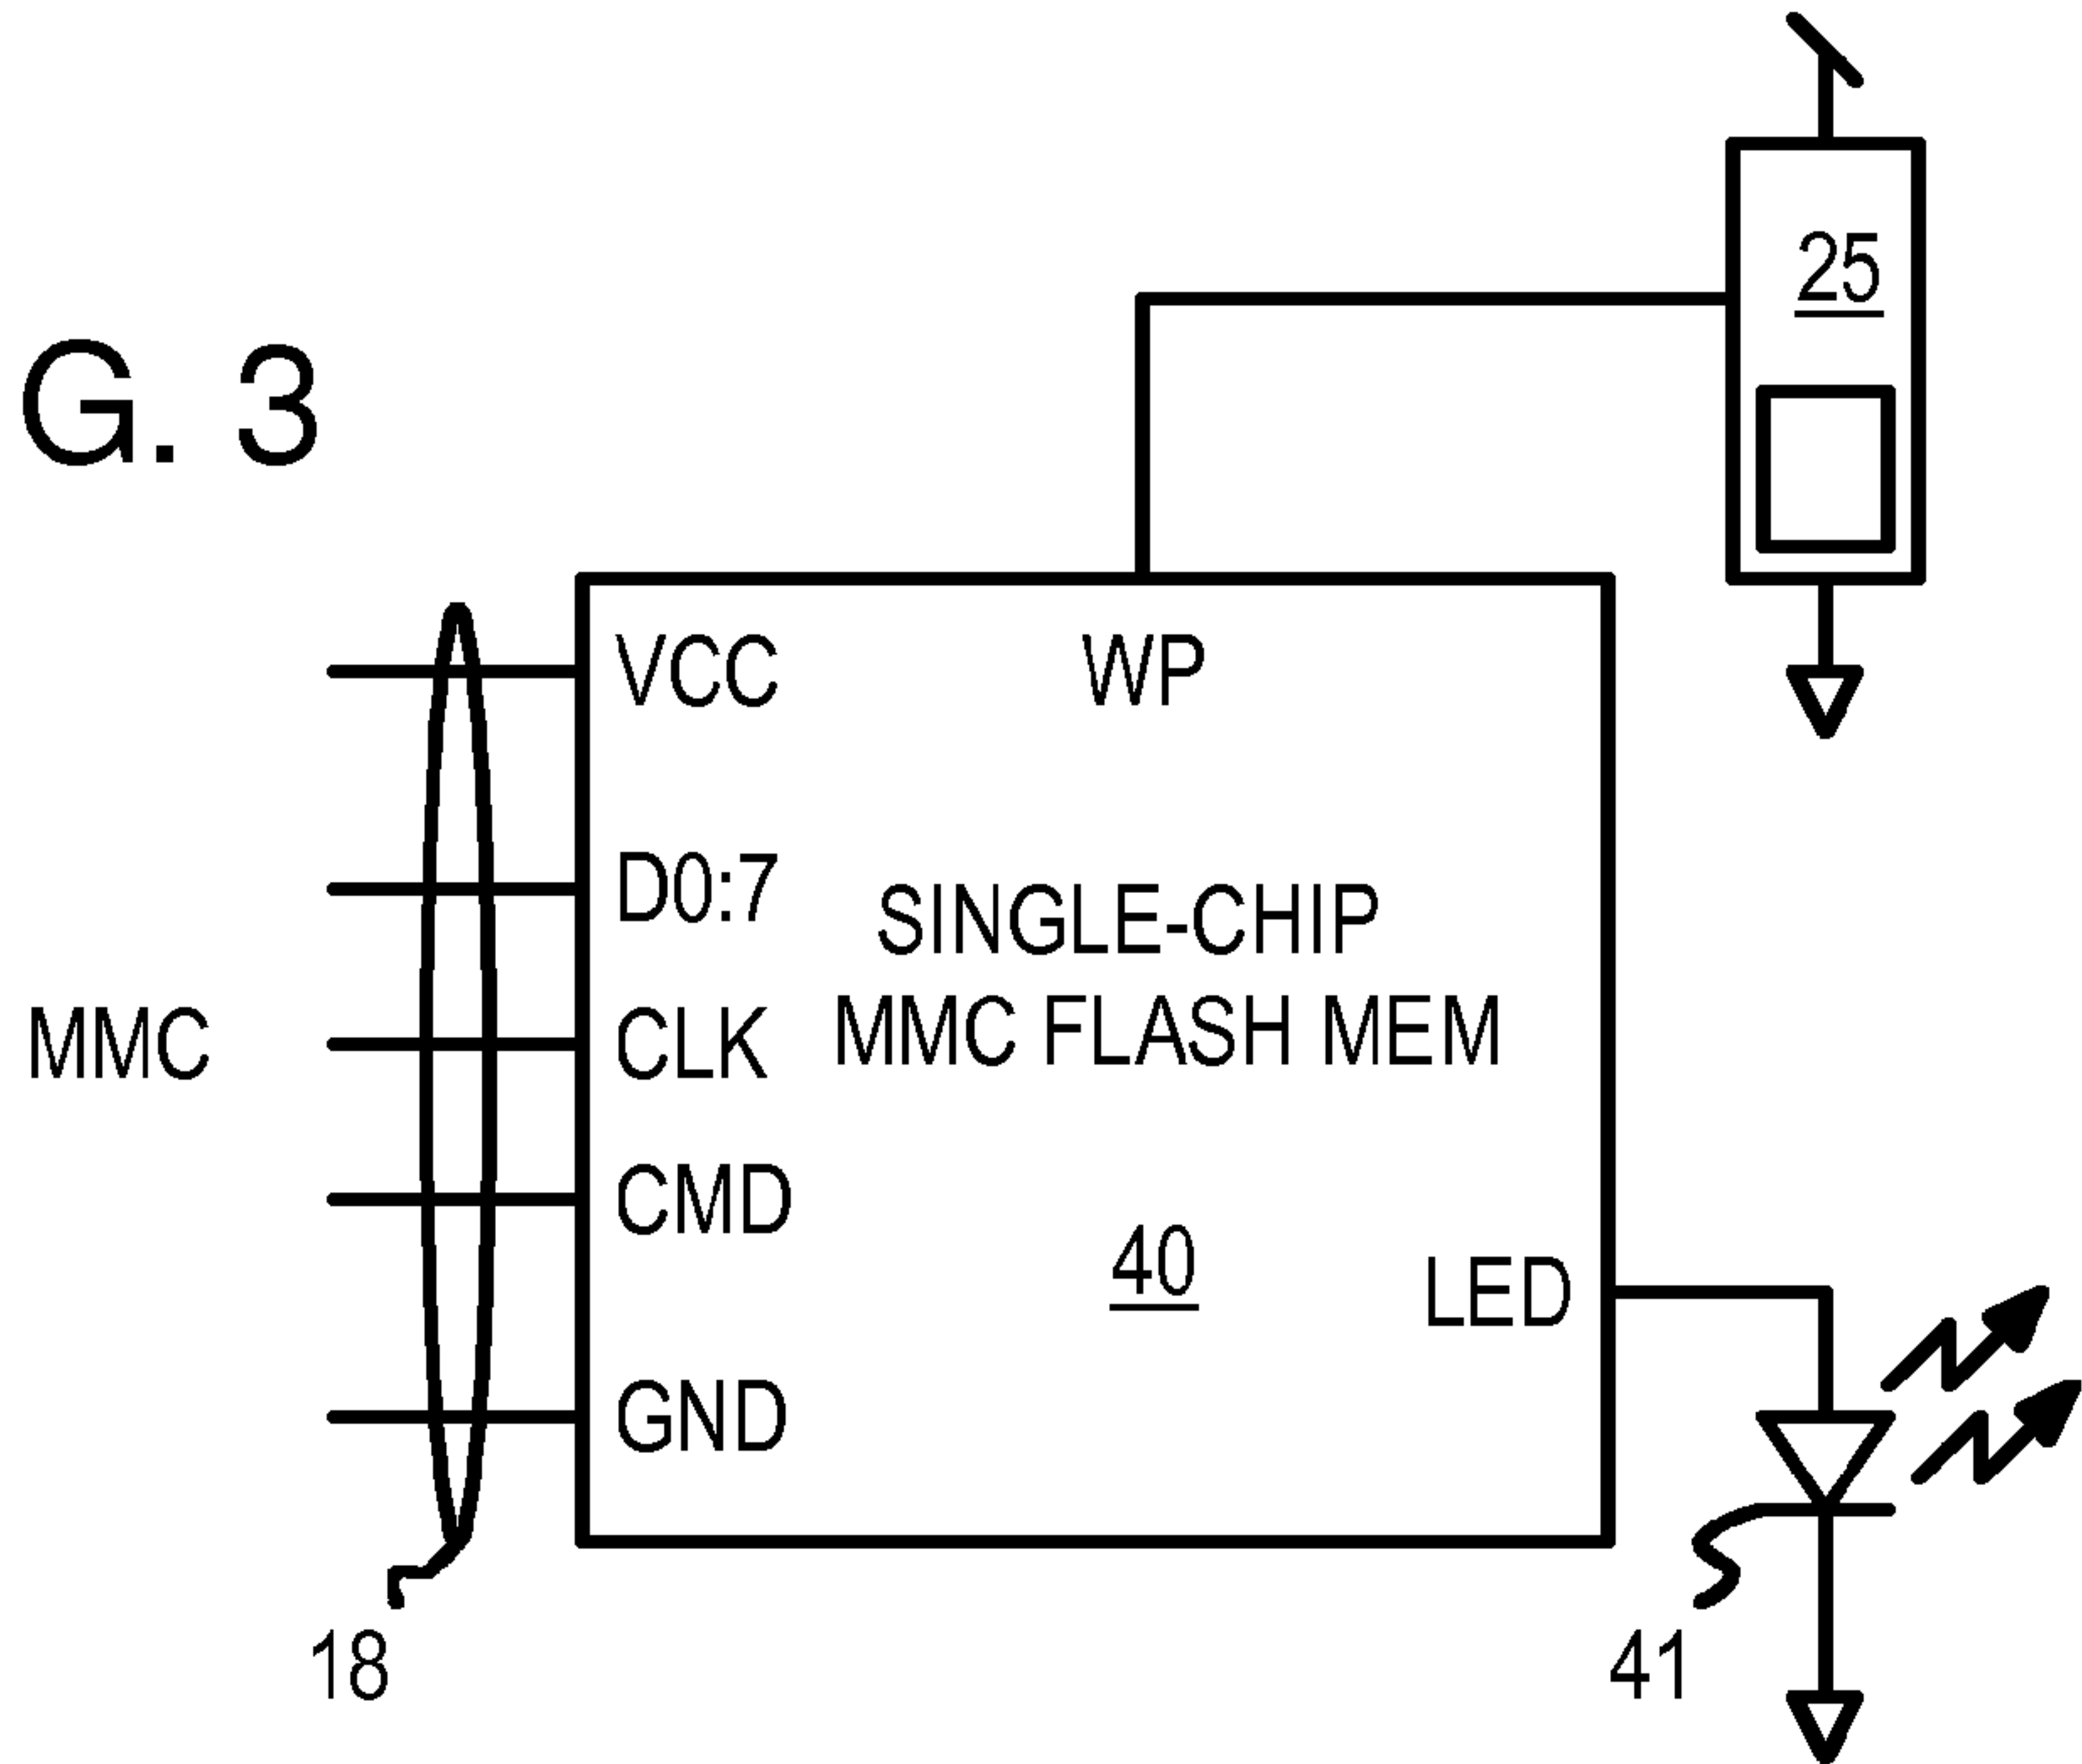 G. 3
25
VCC
WP
D0:7
SINGLE-CHIP
MMC FLASH MEM
MMC
CLK
CMD
40
LED
GND
18
41